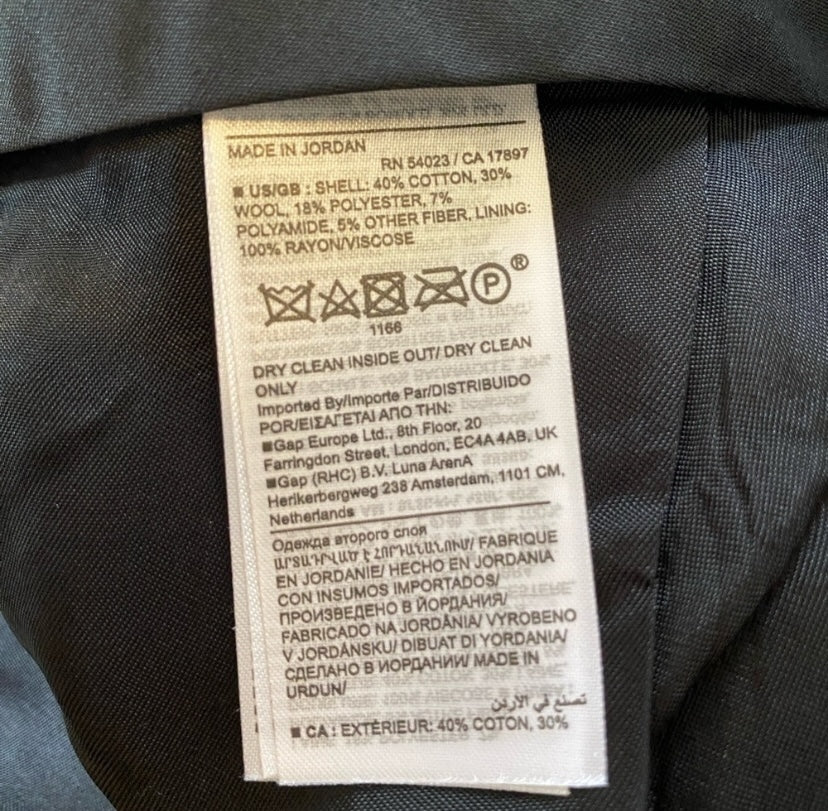 MADE IN JORDAN
RN 54023 / CA 17897
■ US/GB : SHELL: 40% COTTON, 30%
WOOL, 18% POLYESTER, 7%
POLYAMIDE, 5% OTHER FIBER, LINING:
100% RAYON/VISCOSE
P ®
1166
DRY CLEAN INSIDE OUT/ DRY CLEAN
ONLY
Imported By/Importe Par/DISTRIBUIDO
POR/ΕΙΣΑΓΕΤΑΙ ΑΠΟ ΤΗΝ:
■Gap Europe Ltd., 8th Floor, 20
Farringdon Street, London, EC4A 4AB, UK
■Gap (RHC) B.V. Luna ArenA
Herikerbergweg 238 Amsterdam, 1101 CM,
Netherlands
Одежда второго слоя
ԱՐՏԱԴՐՎԱԾ Է ՀՈՐԴԱՆԱՆՈՒՄ/ FABRIQUE
EN JORDANIE/ HECHO EN JORDANIA
CON INSUMOS IMPORTADOS/
ПРОИЗВЕДЕНО В ЙОРДАНИЯ/
FABRICADO NA JORDÂNIA/ VYROBENO
V JORDÁNSKU/ DIBUAT DI YORDANIA/
СДЕЛАНО В ИОРДАНИИ/ MADE IN
URDUN/
تصنع في الأردن
■ CA : EXTÉRIEUR: 40% COTON, 30%